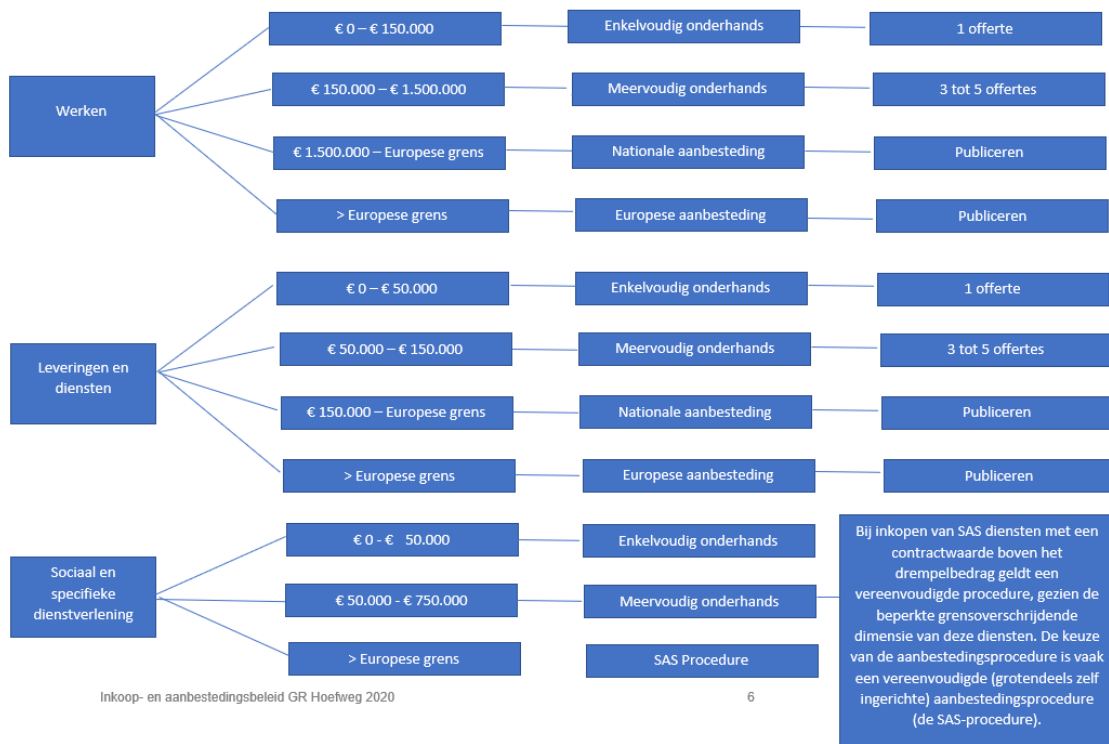 € 0 – € 150.000
Enkelvoudig onderhands
1 offerte
Werken
€ 150.000 – € 1.500.000
Meervoudig onderhands
3 tot 5 offertes
€ 1.500.000 – Europese grens
Nationale aanbesteding
Publiceren
> Europese grens
Europese aanbesteding
Publiceren
€ 0 – € 50.000
Enkelvoudig onderhands
1 offerte
Leveringen en
diensten
€ 50.000 – € 150.000
Meervoudig onderhands
3 tot 5 offertes
€ 150.000 – Europese grens
Nationale aanbesteding
Publiceren
> Europese grens
Europese aanbesteding
Publiceren
Sociaal en
specifieke
dienstverlening
€ 0 - € 50.000
Enkelvoudig onderhands
€ 50.000 - € 750.000
Meervoudig onderhands
> Europese grens
SAS Procedure
Bij inkopen van SAS diensten met een
contractwaarde boven het
drempelbedrag geldt een
vereenvoudigde procedure, gezien de
beperkte grensoverschrijdende
dimensie van deze diensten. De keuze
van de aanbestedingsprocedure is vaak
een vereenvoudigde (grotendeels zelf
ingerichte) aanbestedingsprocedure
(de SAS-procedure).
Inkoop- en aanbestedingsbeleid GR Hoefweg 2020
6